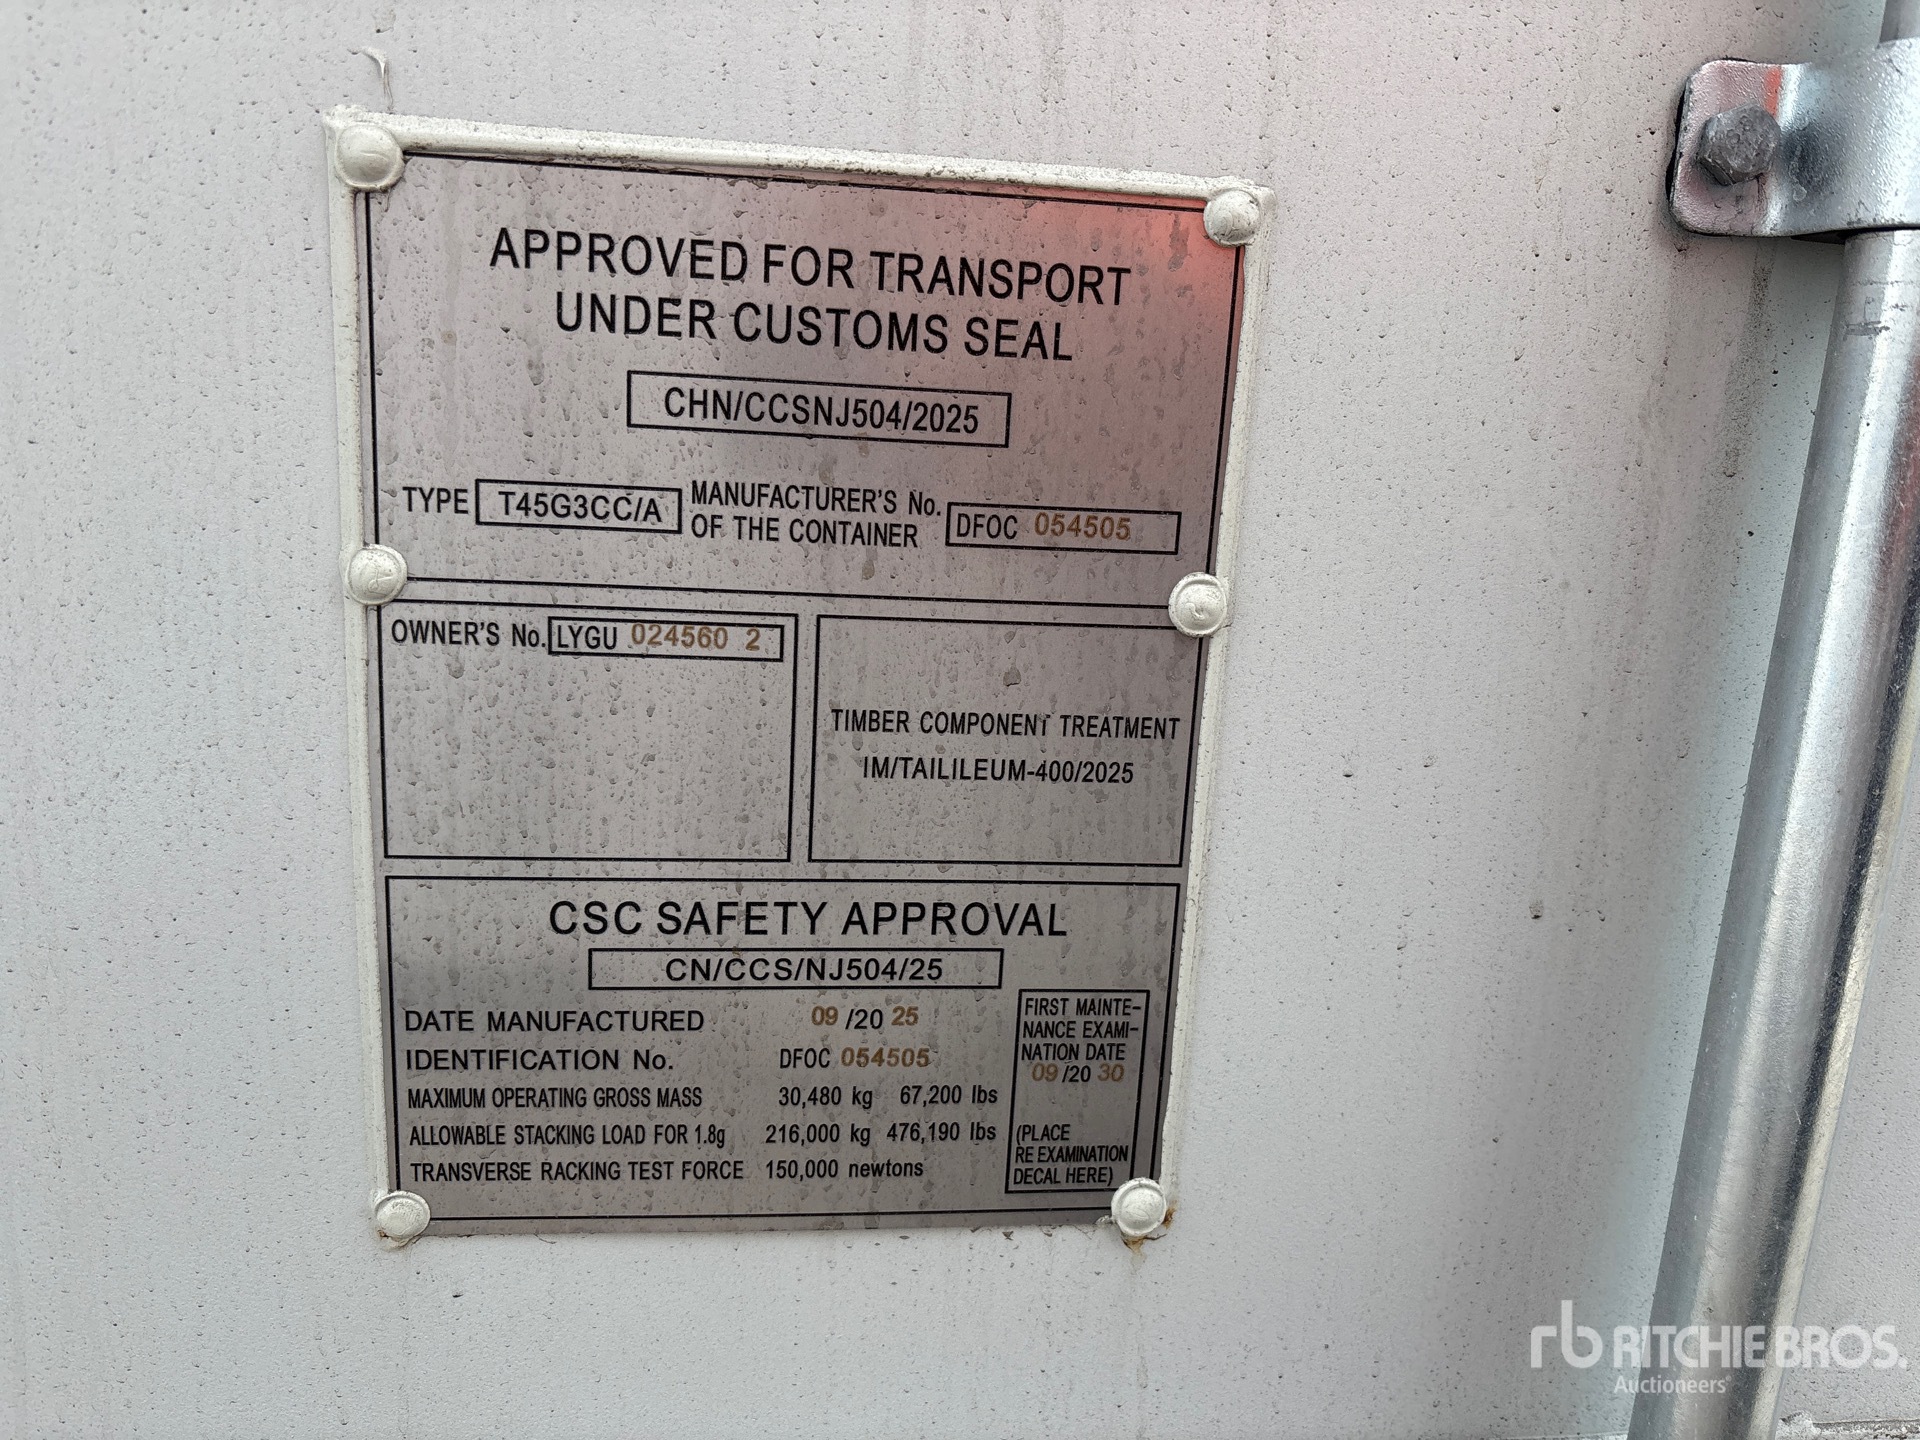 APPROVED FOR TRANSPORT
UNDER CUSTOMS SEAL
CHN/CCSNJ504/2025
TYPE T45G3CC/A MANUFACTURER'S No. OF THE CONTAINER DFOC 054505
OWNER'S No. LYGU 024560 2
TIMBER COMPONENT TREATMENT
IM/TAILILEUM-400/2025
CSC SAFETY APPROVAL
CN/CCS/NJ504/25
DATE MANUFACTURED 09 /20 25
IDENTIFICATION No. DFOC 054505
MAXIMUM OPERATING GROSS MASS 30,480 kg 67,200 lbs
ALLOWABLE STACKING LOAD FOR 1.8g 216,000 kg 476,190 lbs
TRANSVERSE RACKING TEST FORCE 150,000 newtons
FIRST MAINTE-
NANCE EXAMI-
NATION DATE
09 /20 30
(PLACE
RE EXAMINATION
DECAL HERE)
rb RITCHIE BROS.
Auctioneers